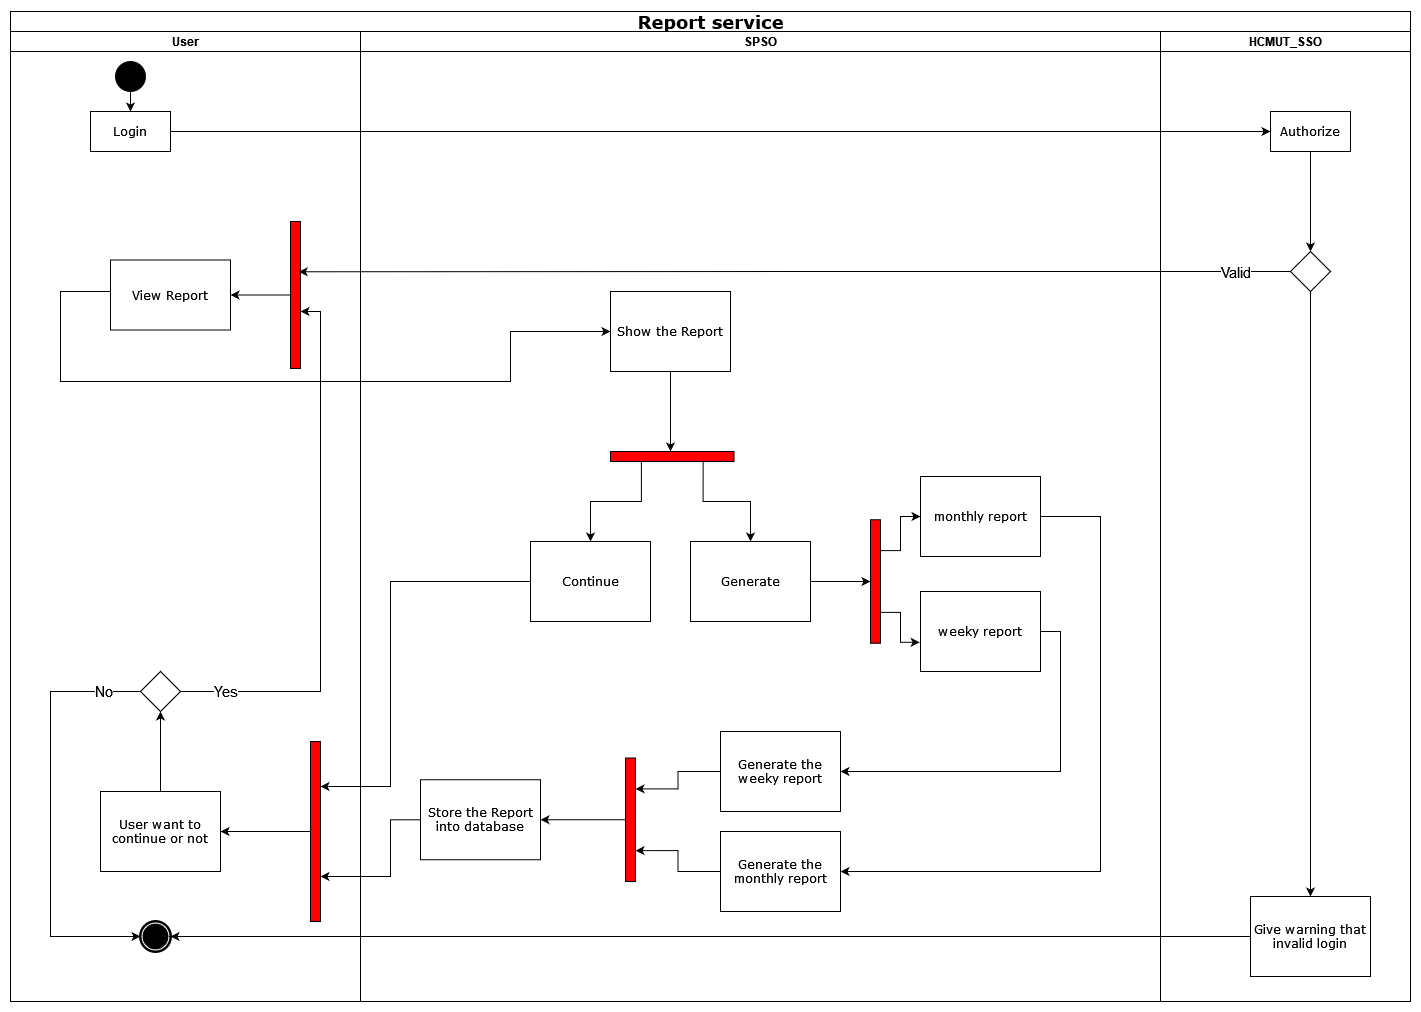 Report service
User
SPSO
HCMUT_SSO
Login
Authorize
Valid
View Report
Show the Report
monthly report
Continue
Generate
weeky report
No
Yes
Generate the
weeky report
User want to
continue or not
Store the Report
into database
Generate the
monthly report
Give warning that
invalid login